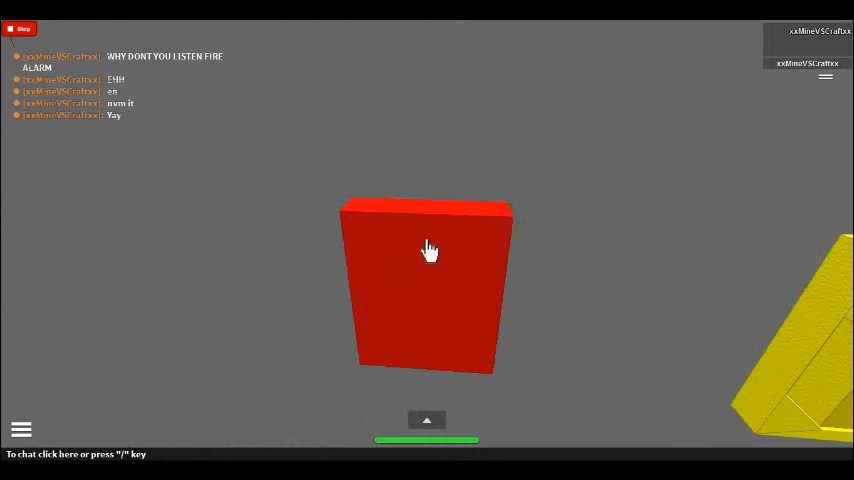 Stop
xxMineVSCraftxx
[xxMineVSCraftxx]: WHY DONT YOU LISTEN FIRE
ALARM
xxMineVSCraftxx
[xxMineVSCraftxx]: EHH
[xxMineVSCraftxx]: en
[xxMineVSCraftxx]: nvm it
[xxMineVSCraftxx]: Yay
To chat click here or press "/" key